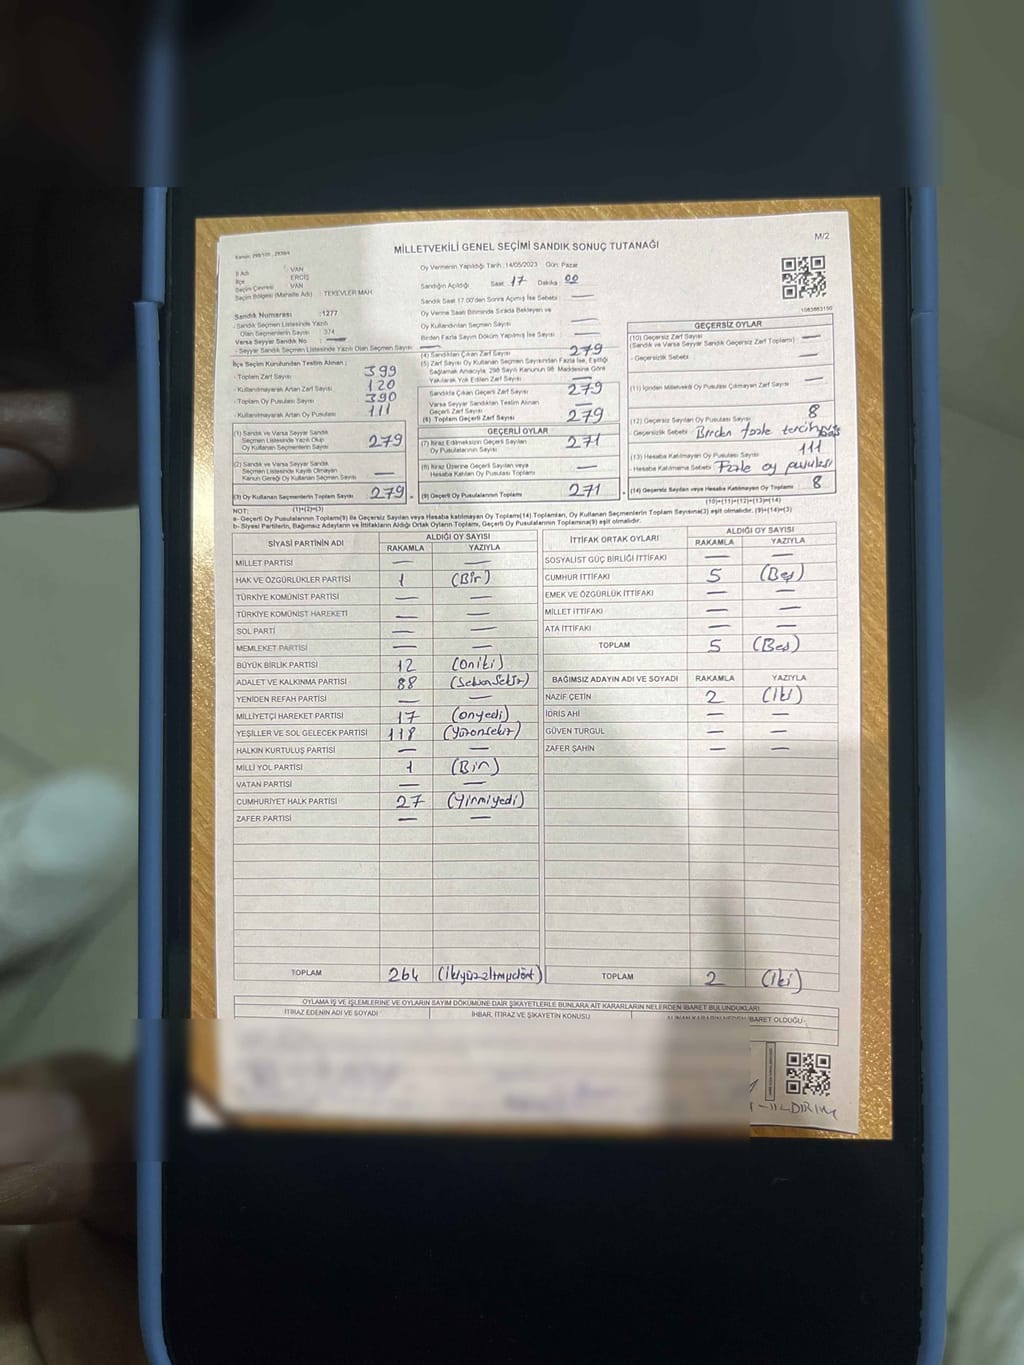 MİLLETVEKİLİ GENEL SEÇİMİ SANDIK SONUÇ TUTANAĞI
M/2
İl Adı : VAN
İlçe : ERCİŞ
Seçim Çevresi : VAN
Seçim Bölgesi (Mahalle Adı) : TEKEVLER MAH.
Oy Vermenin Yapıldığı Tarih : 14/05/2023 Gün: Pazar
Sandığın Açıldığı Saat 17 Dakika 00
Sandık Saat 17.00'den Sonra Açılmış İse Sebebi —
Oy Verme Saati Bitiminde Sırada Bekleyen ve
Oy Kullandırılan Seçmen Sayısı —
Birden Fazla Sayım Döküm Yapılmış İse Sayısı —
Sandık Numarası :1277
- Sandık Seçmen Listesinde Yazılı
Olan Seçmenlerin Sayısı : 374
Varsa Seyyar Sandık No : —
- Seyyar Sandık Seçmen Listesinde Yazılı Olan Seçmen Sayısı : —
İlçe Seçim Kurulundan Teslim Alınan ;
- Toplam Zarf Sayısı : 399
- Kullanılmayarak Artan Zarf Sayısı : 120
- Toplam Oy Pusulası Sayısı : 390
- Kullanılmayarak Artan Oy Pusulası : 111
(1) Sandık ve Varsa Seyyar Sandık
Seçmen Listesinde Yazılı Olup
Oy Kullanan Seçmenlerin Sayısı 279
(2) Sandık ve Varsa Seyyar Sandık
Seçmen Listesinde Kayıtlı Olmayan
Kanun Gereği Oy Kullanan Seçmen Sayısı —
(3) Oy Kullanan Seçmenlerin Toplam Sayısı 279
(1)+(2)=(3)
(4) Sandıktan Çıkan Zarf Sayısı 279
(5) Zarf Sayısı Oy Kullanan Seçmen Sayısından Fazla İse, Eşitliği
Sağlamak Amacıyla, 298 Sayılı Kanunun 98. Maddesine Göre
Yakılarak Yok Edilen Zarf Sayısı —
Sandıkta Çıkan Geçerli Zarf Sayısı 279
Varsa Seyyar Sandıktan Teslim Alınan
Geçerli Zarf Sayısı —
(6) Toplam Geçerli Zarf Sayısı 279
GEÇERLİ OYLAR
(7) İtiraz Edilmeksizin Geçerli Sayılan
Oy Pusulasının Sayısı 271
(8) İtiraz Üzerine Geçerli Sayılan veya
Hesaba Katılan Oy Pusulası Toplamı —
(9) Geçerli Oy Pusulalarının Toplamı 271
1083683150
GEÇERSİZ OYLAR
(10) Geçersiz Zarf Sayısı —
(Sandık ve Varsa Seyyar Sandık Geçersiz Zarf Toplamı)
- Geçersizlik Sebebi —
(11) İçinden Milletvekili Oy Pusulası Çıkmayan Zarf Sayısı —
(12) Geçersiz Sayılan Oy Pusulası Sayısı 8
- Geçersizlik Sebebi Birden fazla tercih
(13) Hesaba Katılmayan Oy Pusulası Sayısı 111
- Hesaba Katılmama Sebebi Fazla oy pusulası
(14) Geçersiz Sayılan veya Hesaba Katılmayan Oy Toplamı 8
(10)+(11)+(12)+(13)=(14)
NOT:
a- Geçerli Oy Pusulasının Toplamı(9) ile Geçersiz Sayılan veya Hesaba katılmayan Oy Toplamı(14) Toplamları, Oy Kullanan Seçmenlerin Toplam Sayısına(3) eşit olmalıdır. (9)+(14)=(3)
b- Siyasi Partilerin, Bağımsız Adayların ve İttifakların Aldığı Ortak Oyların Toplamı, Geçerli Oy Pusulalarının Toplamına(9) eşit olmalıdır.
SİYASİ PARTİNİN ADI ALDIĞI OY SAYISI
RAKAMLA YAZIYLA
MİLLET PARTİSİ — —
HAK VE ÖZGÜRLÜKLER PARTİSİ 1 (Bir)
TÜRKİYE KOMÜNİST PARTİSİ — —
TÜRKİYE KOMÜNİST HAREKETİ — —
SOL PARTİ — —
MEMLEKET PARTİSİ — —
BÜYÜK BİRLİK PARTİSİ 12 (Oniki)
ADALET VE KALKINMA PARTİSİ 88 (Seksensekiz)
YENİDEN REFAH PARTİSİ — —
MİLLİYETÇİ HAREKET PARTİSİ 17 (onyedi)
YEŞİLLER VE SOL GELECEK PARTİSİ 118 (Yüzonsekiz)
HALKIN KURTULUŞ PARTİSİ — —
MİLLİ YOL PARTİSİ 1 (Bir)
VATAN PARTİSİ — —
CUMHURİYET HALK PARTİSİ 27 (Yirmiyedi)
ZAFER PARTİSİ — —
TOPLAM 264 (İkiyüzaltmışdört)
İTTİFAK ORTAK OYLARI ALDIĞI OY SAYISI
RAKAMLA YAZIYLA
SOSYALİST GÜÇ BİRLİĞİ İTTİFAKI — —
CUMHUR İTTİFAKI 5 (Beş)
EMEK VE ÖZGÜRLÜK İTTİFAKI — —
MİLLET İTTİFAKI — —
ATA İTTİFAKI — —
TOPLAM 5 (Beş)
BAĞIMSIZ ADAYIN ADI VE SOYADI RAKAMLA YAZIYLA
NAZİF ÇETİN 2 (İki)
İDRİS AHİ — —
GÜVEN TURGUL — —
ZAFER ŞAHİN — —
TOPLAM 2 (İki)
OYLAMA İŞ VE İŞLEMLERİNE VE OYLARIN SAYIM DÖKÜMÜNE DAİR ŞİKAYETLERLE BUNLARA AİT KARARLARIN NELERDEN İBARET BULUNDUKLARI
İTİRAZ EDENİN ADI VE SOYADI İHBAR, İTİRAZ VE ŞİKAYETİN KONUSU ALINAN KARARIN NEDEN İBARET OLDUĞU